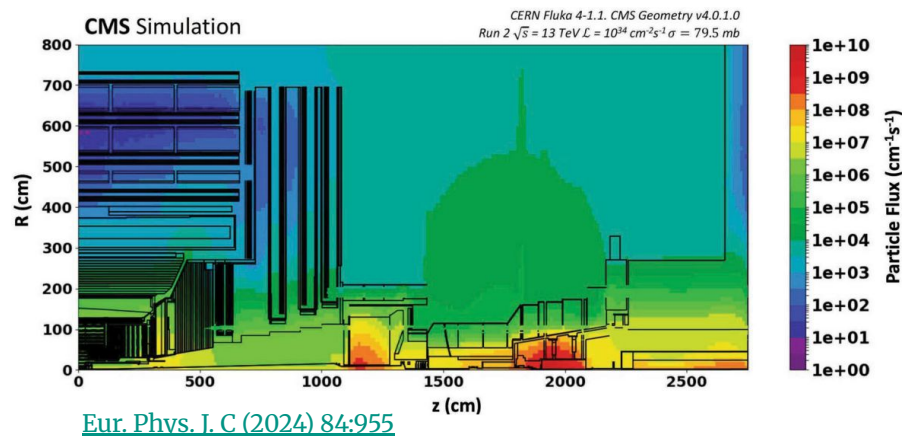 CMS Simulation
CERN Fluka 4-1.1. CMS Geometry v4.0.1.0
Run 2 √s = 13 TeV ℒ = 10³⁴ cm⁻²s⁻¹ σ = 79.5 mb
800
700
600
500
400
300
200
100
0
R (cm)
0
500
1000
1500
2000
2500
z (cm)
1e+10
1e+09
1e+08
1e+07
1e+06
1e+05
1e+04
1e+03
1e+02
1e+01
1e+00
Particle Flux (cm⁻¹s⁻¹)
Eur. Phys. J. C (2024) 84:955